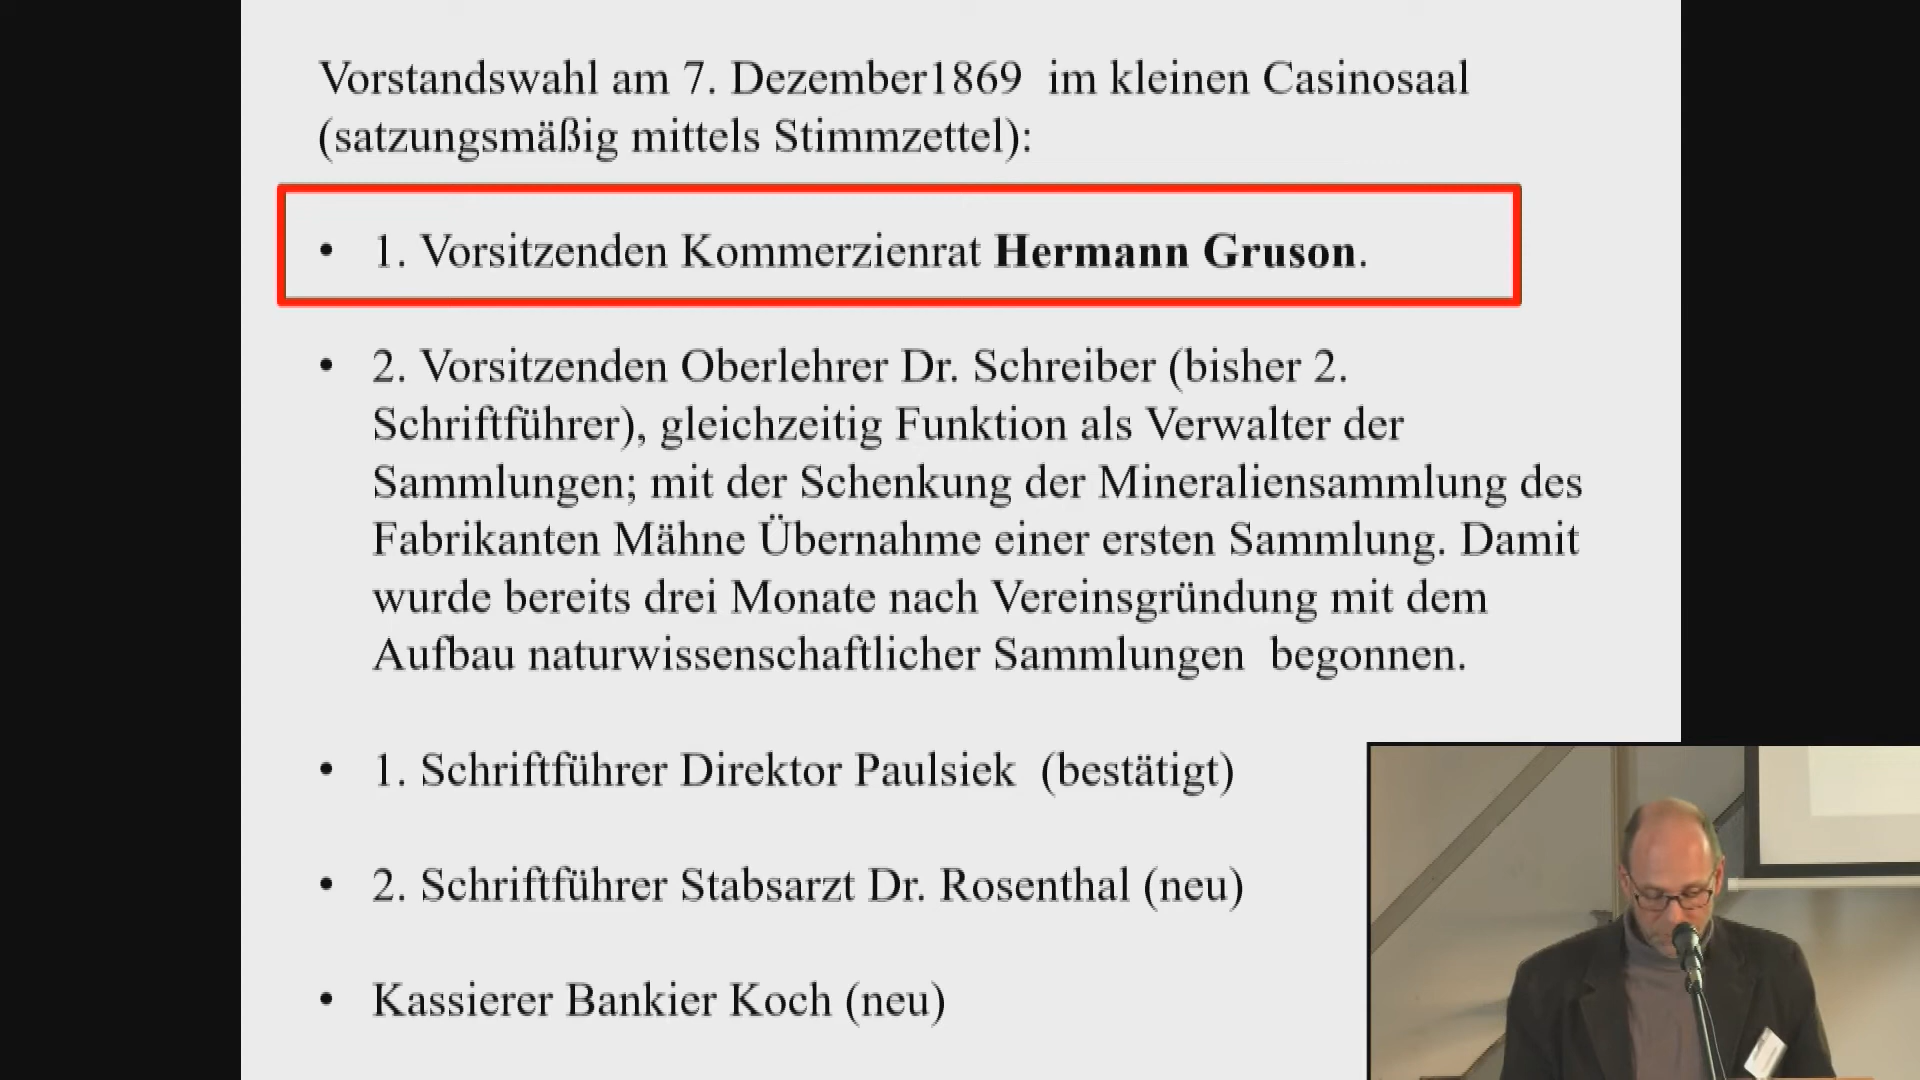 Vorstandswahl am 7. Dezember1869  im kleinen Casinosaal
(satzungsmäßig mittels Stimmzettel):
• 1. Vorsitzenden Kommerzienrat Hermann Gruson.
• 2. Vorsitzenden Oberlehrer Dr. Schreiber (bisher 2.
Schriftführer), gleichzeitig Funktion als Verwalter der
Sammlungen; mit der Schenkung der Mineraliensammlung des
Fabrikanten Mähne Übernahme einer ersten Sammlung. Damit
wurde bereits drei Monate nach Vereinsgründung mit dem
Aufbau naturwissenschaftlicher Sammlungen  begonnen.
• 1. Schriftführer Direktor Paulsiek  (bestätigt)
• 2. Schriftführer Stabsarzt Dr. Rosenthal (neu)
• Kassierer Bankier Koch (neu)